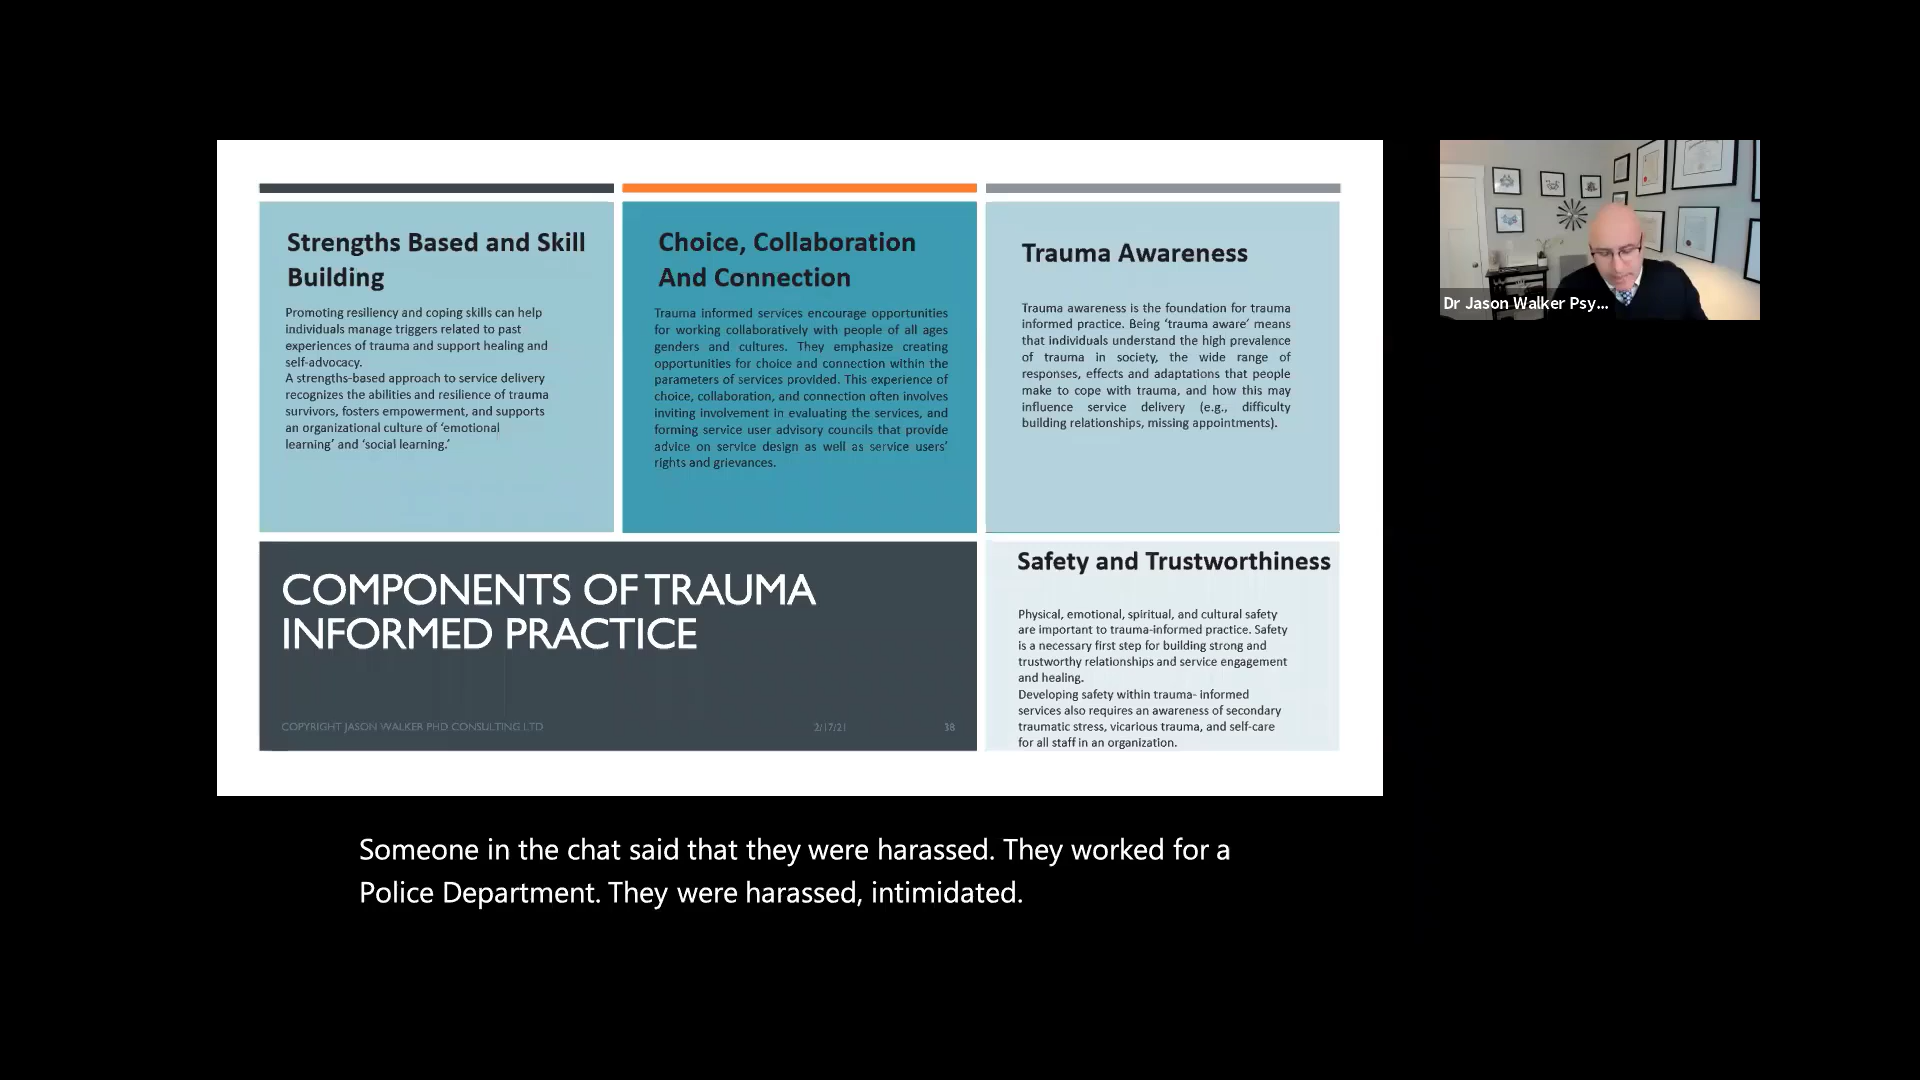 Strengths Based and Skill
Building
Promoting resiliency and coping skills can help
individuals manage triggers related to past
experiences of trauma and support healing and
self-advocacy.
A strengths-based approach to service delivery
recognizes the abilities and resilience of trauma
survivors, fosters empowerment, and supports
an organizational culture of ‘emotional
learning’ and ‘social learning.’
Choice, Collaboration
And Connection
Trauma informed services encourage opportunities
for working collaboratively with people of all ages
genders and cultures. They emphasize creating
opportunities for choice and connection within the
parameters of services provided. This experience of
choice, collaboration, and connection often involves
inviting involvement in evaluating the services, and
forming service user advisory councils that provide
advice on service design as well as service users’
rights and grievances.
Trauma Awareness
Trauma awareness is the foundation for trauma
informed practice. Being ‘trauma aware’ means
that individuals understand the high prevalence
of trauma in society, the wide range of
responses, effects and adaptations that people
make to cope with trauma, and how this may
influence service delivery (e.g., difficulty
building relationships, missing appointments).
COMPONENTS OF TRAUMA
INFORMED PRACTICE
COPYRIGHT JASON WALKER PHD CONSULTING LTD
2/17/21
38
Safety and Trustworthiness
Physical, emotional, spiritual, and cultural safety
are important to trauma-informed practice. Safety
is a necessary first step for building strong and
trustworthy relationships and service engagement
and healing.
Developing safety within trauma- informed
services also requires an awareness of secondary
traumatic stress, vicarious trauma, and self-care
for all staff in an organization.
Dr Jason Walker Psy...
Someone in the chat said that they were harassed. They worked for a
Police Department. They were harassed, intimidated.